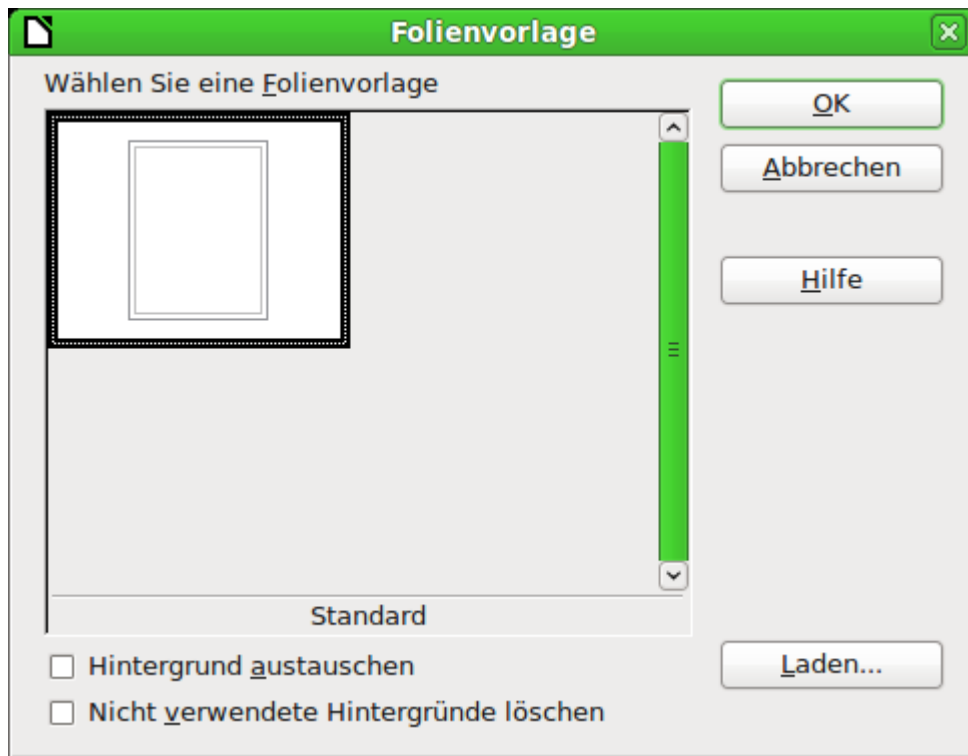 Folienvorlage
Wählen Sie eine Folienvorlage
OK
Abbrechen
Hilfe
Standard
Hintergrund austauschen
Laden...
Nicht verwendete Hintergründe löschen